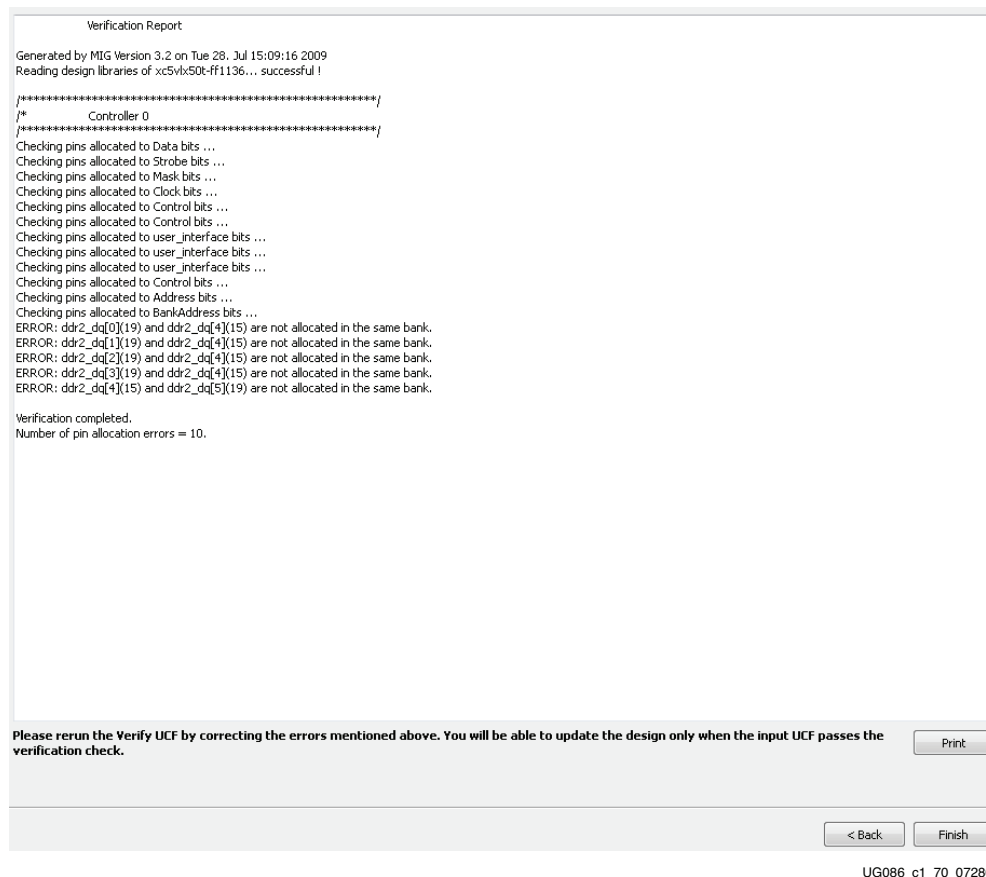 Verification Report
Generated by MIG Version 3.2 on Tue 28. Jul 15:09:16 2009
Reading design libraries of xc5vlx50t-ff1136... successful !
/*******************************************************/
/* Controller 0
/*******************************************************/
Checking pins allocated to Data bits ...
Checking pins allocated to Strobe bits ...
Checking pins allocated to Mask bits ...
Checking pins allocated to Clock bits ...
Checking pins allocated to Control bits ...
Checking pins allocated to Control bits ...
Checking pins allocated to user_interface bits ...
Checking pins allocated to user_interface bits ...
Checking pins allocated to user_interface bits ...
Checking pins allocated to Control bits ...
Checking pins allocated to Address bits ...
Checking pins allocated to BankAddress bits ...
ERROR: ddr2_dq[0](19) and ddr2_dq[4](15) are not allocated in the same bank.
ERROR: ddr2_dq[1](19) and ddr2_dq[4](15) are not allocated in the same bank.
ERROR: ddr2_dq[2](19) and ddr2_dq[4](15) are not allocated in the same bank.
ERROR: ddr2_dq[3](19) and ddr2_dq[4](15) are not allocated in the same bank.
ERROR: ddr2_dq[4](15) and ddr2_dq[5](19) are not allocated in the same bank.
Verification completed.
Number of pin allocation errors = 10.
Please rerun the Verify UCF by correcting the errors mentioned above. You will be able to update the design only when the input UCF passes the
verification check.
Print
< Back
Finish
UG086_c1_70_0728